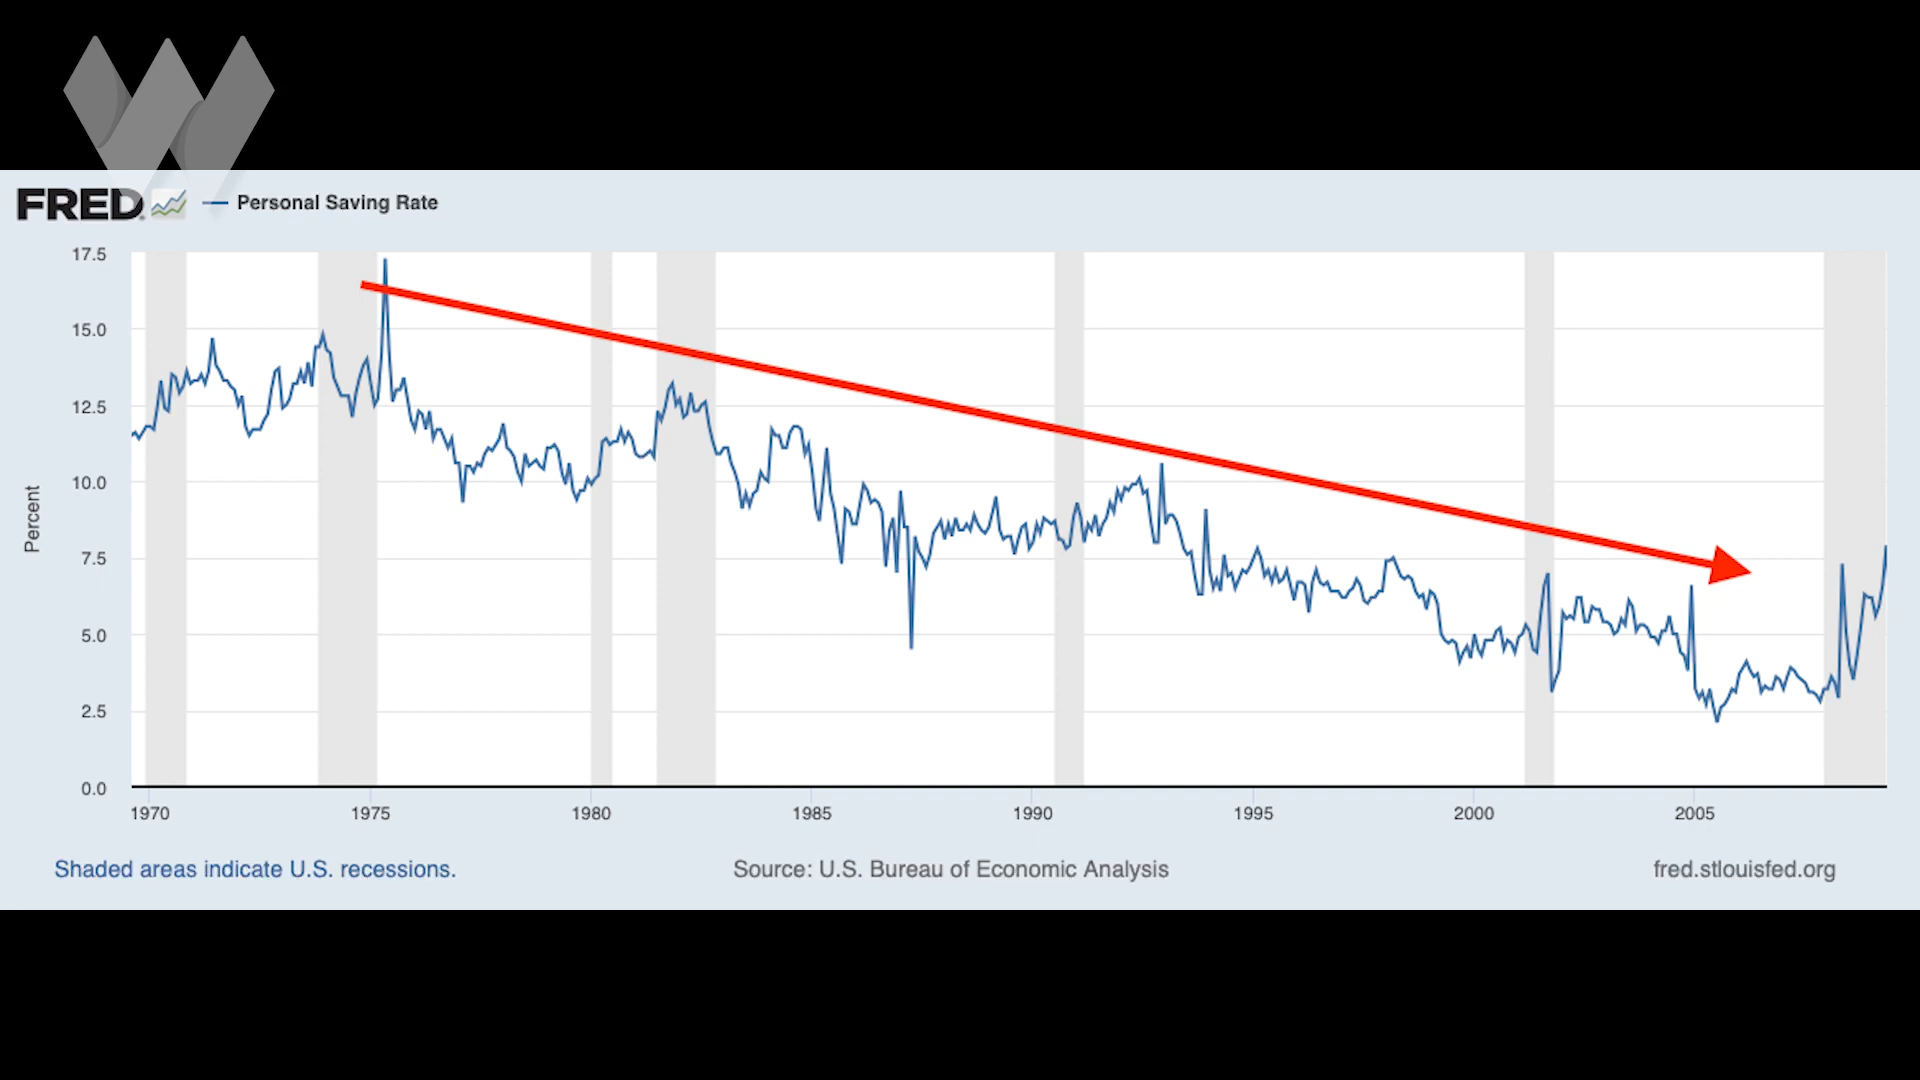 FRED Personal Saving Rate
17.5
15.0
12.5
10.0
7.5
5.0
2.5
0.0
Percent
1970 1975 1980 1985 1990 1995 2000 2005
Shaded areas indicate U.S. recessions. Source: U.S. Bureau of Economic Analysis fred.stlouisfed.org